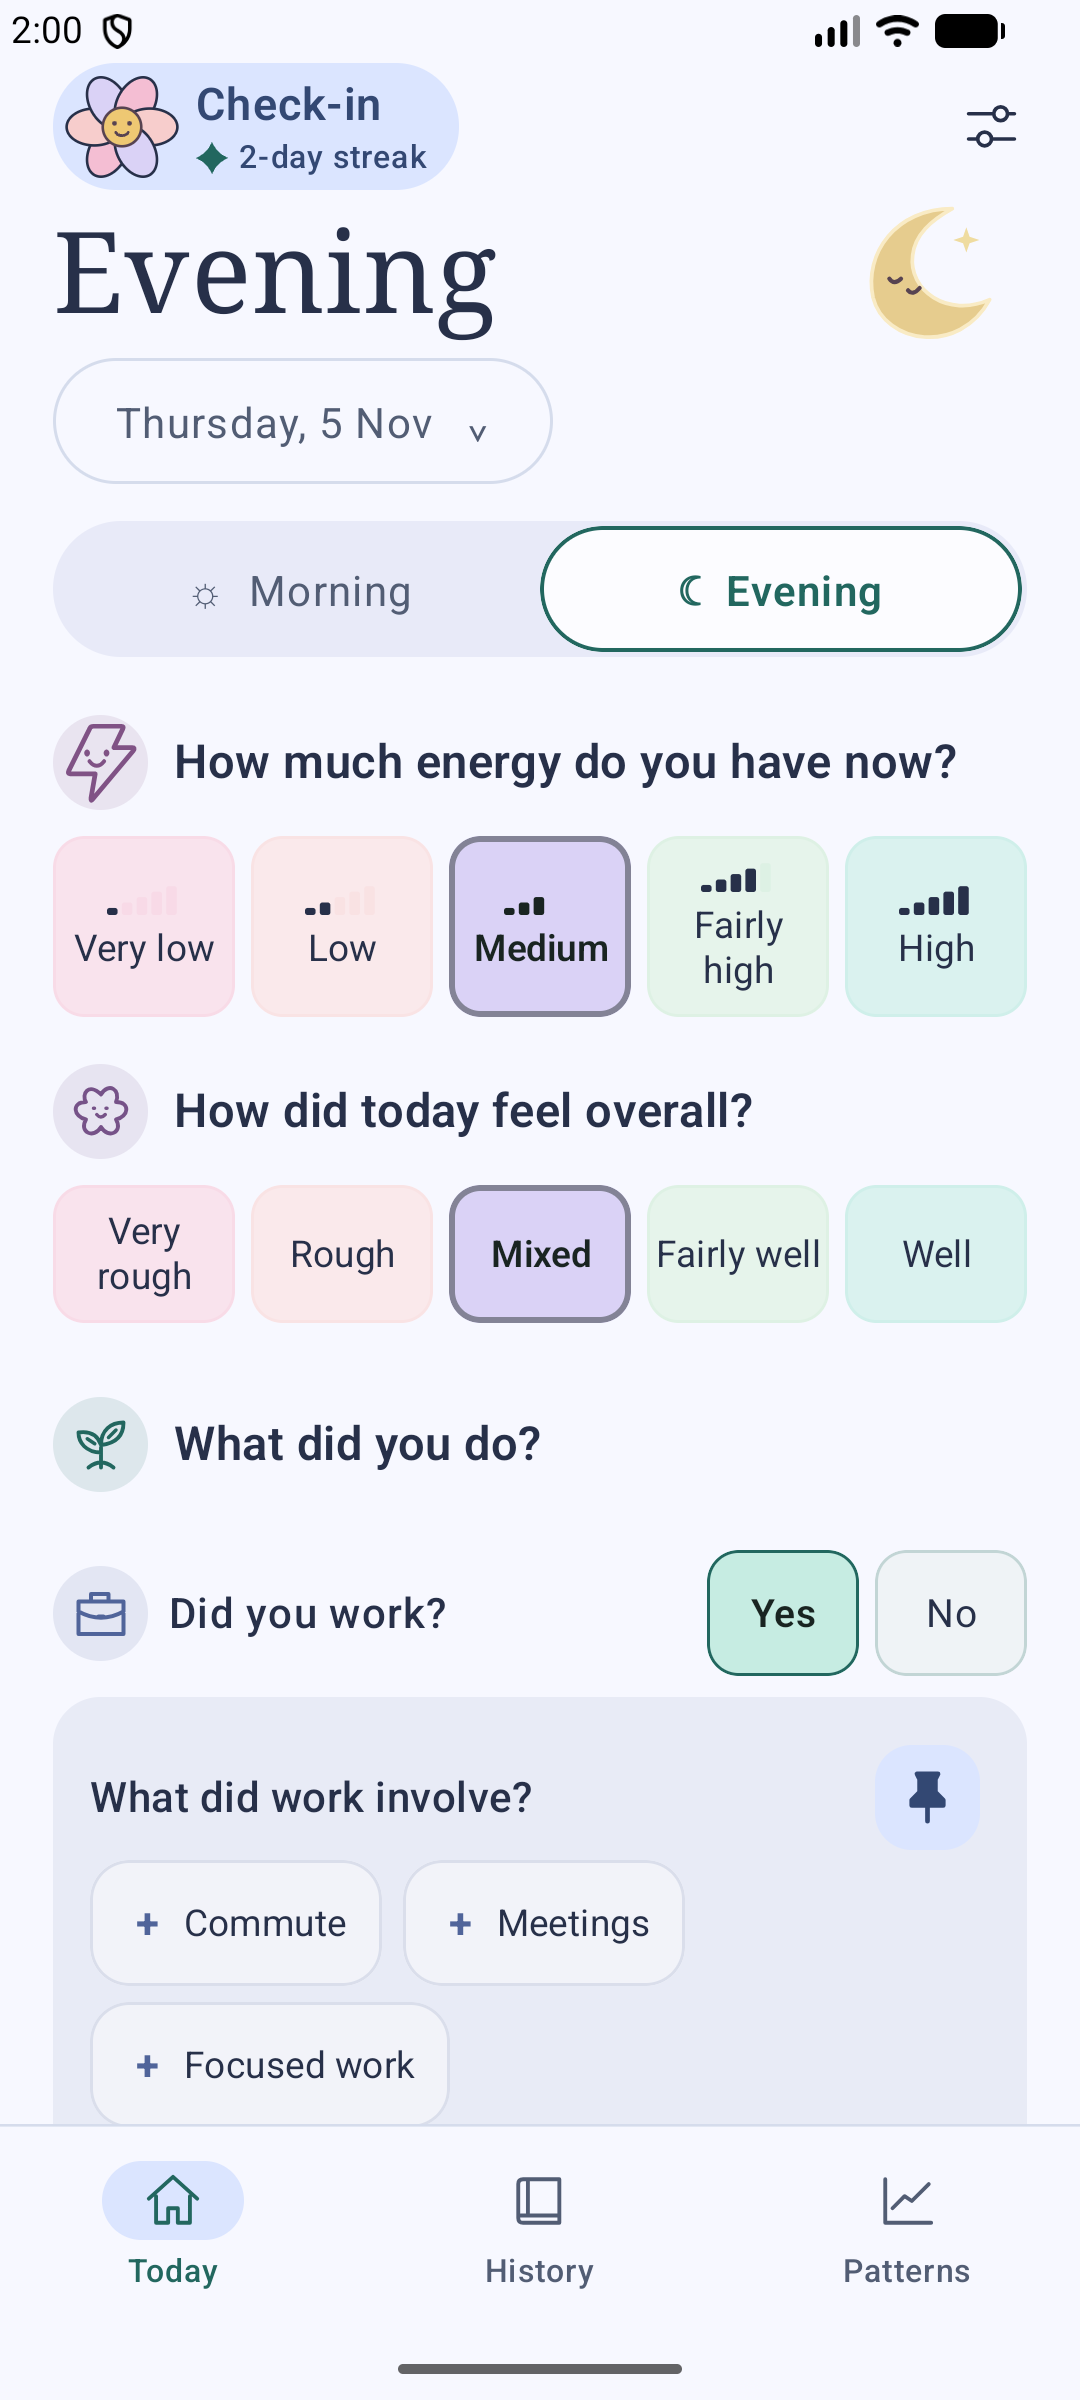 2:00
Check-in
2-day streak
Evening
Thursday, 5 Nov
Morning
Evening
How much energy do you have now?
Very low
Low
Medium
Fairly
high
High
How did today feel overall?
Very
rough
Rough
Mixed
Fairly well
Well
What did you do?
Did you work?
Yes
No
What did work involve?
+ Commute
+ Meetings
+ Focused work
Today
History
Patterns